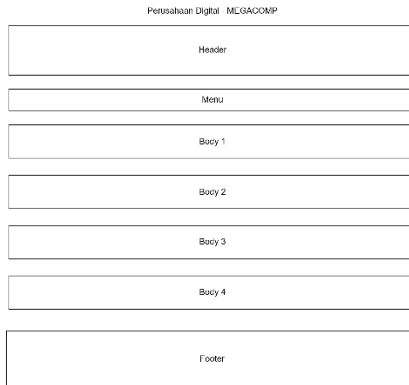 Perusahaan Digital MEGACOMP
Header
Menu
Body 1
Body 2
Body 3
Body 4
Footer